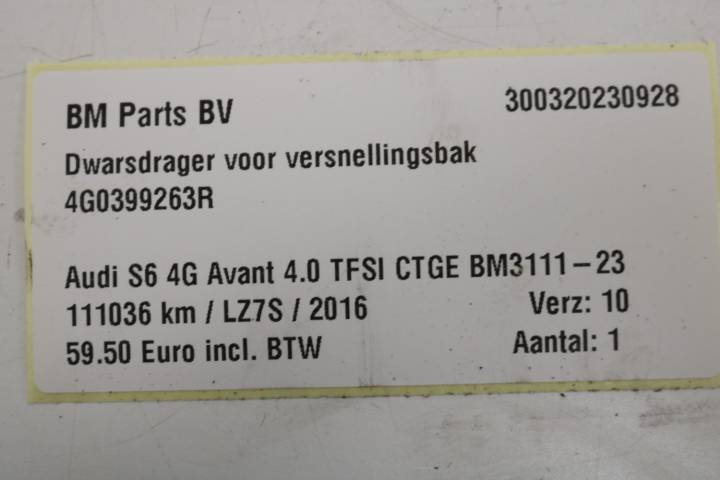 BM Parts BV 300320230928
Dwarsdrager voor versnellingsbak
4G0399263R
Audi S6 4G Avant 4.0 TFSI CTGE BM3111-23
111036 km / LZ7S / 2016 Verz: 10
59.50 Euro incl. BTW Aantal: 1